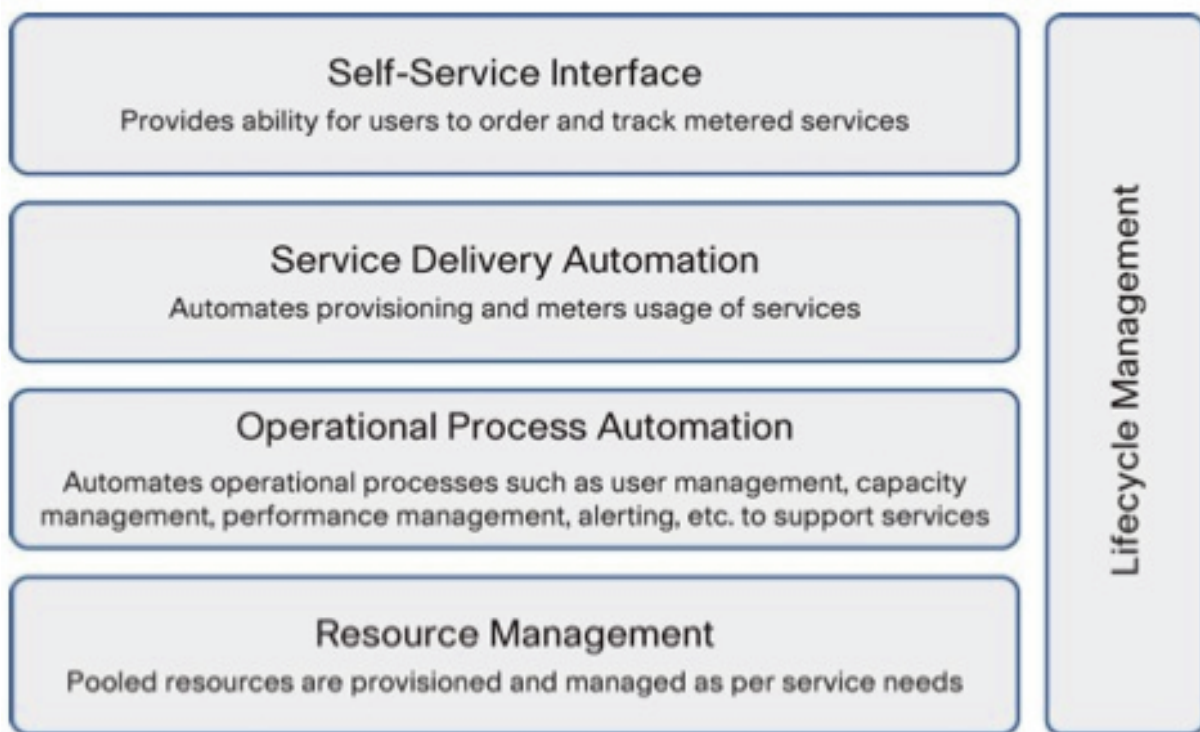 Self-Service Interface
Provides ability for users to order and track metered services
Service Delivery Automation
Automates provisioning and meters usage of services
Operational Process Automation
Automates operational processes such as user management, capacity
management, performance management, alerting, etc. to support services
Resource Management
Pooled resources are provisioned and managed as per service needs
Lifecycle Management